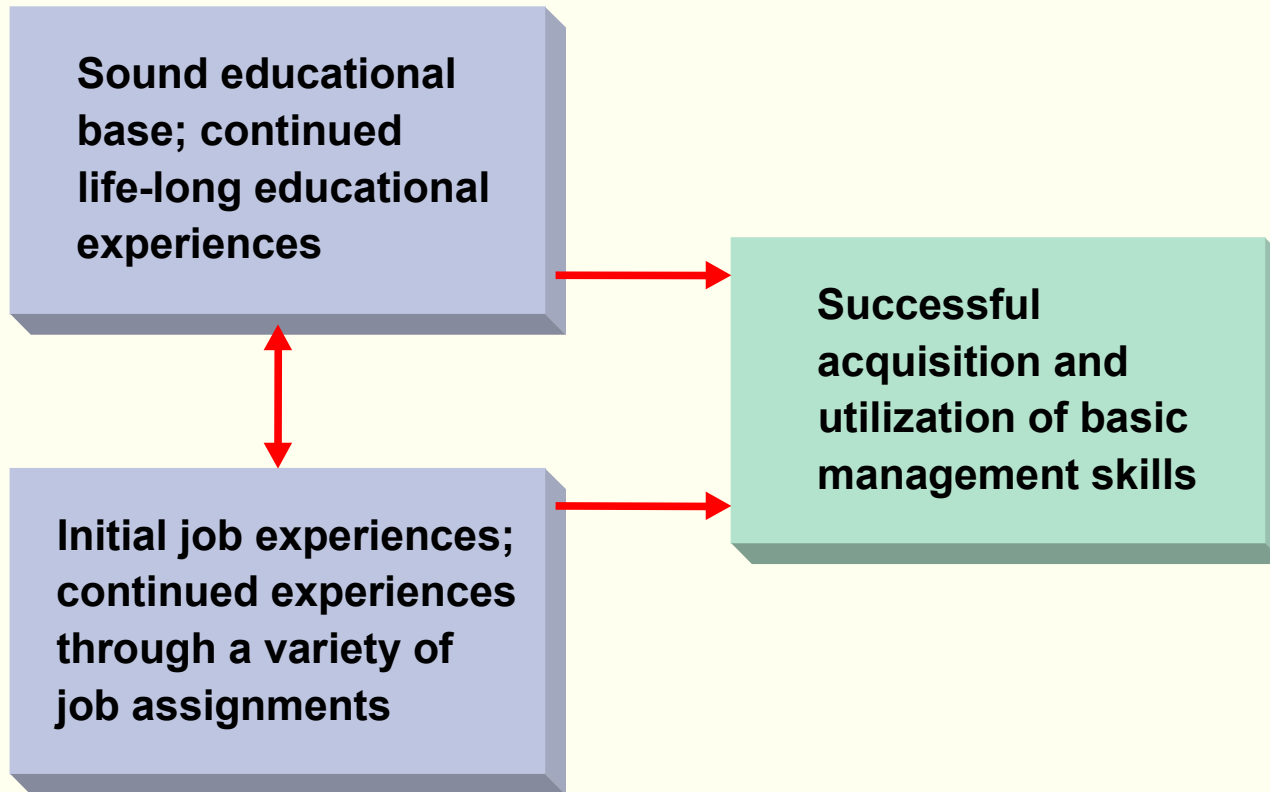 Sound educational
base; continued
life-long educational
experiences
Successful
acquisition and
utilization of basic
management skills
Initial job experiences;
continued experiences
through a variety of
job assignments